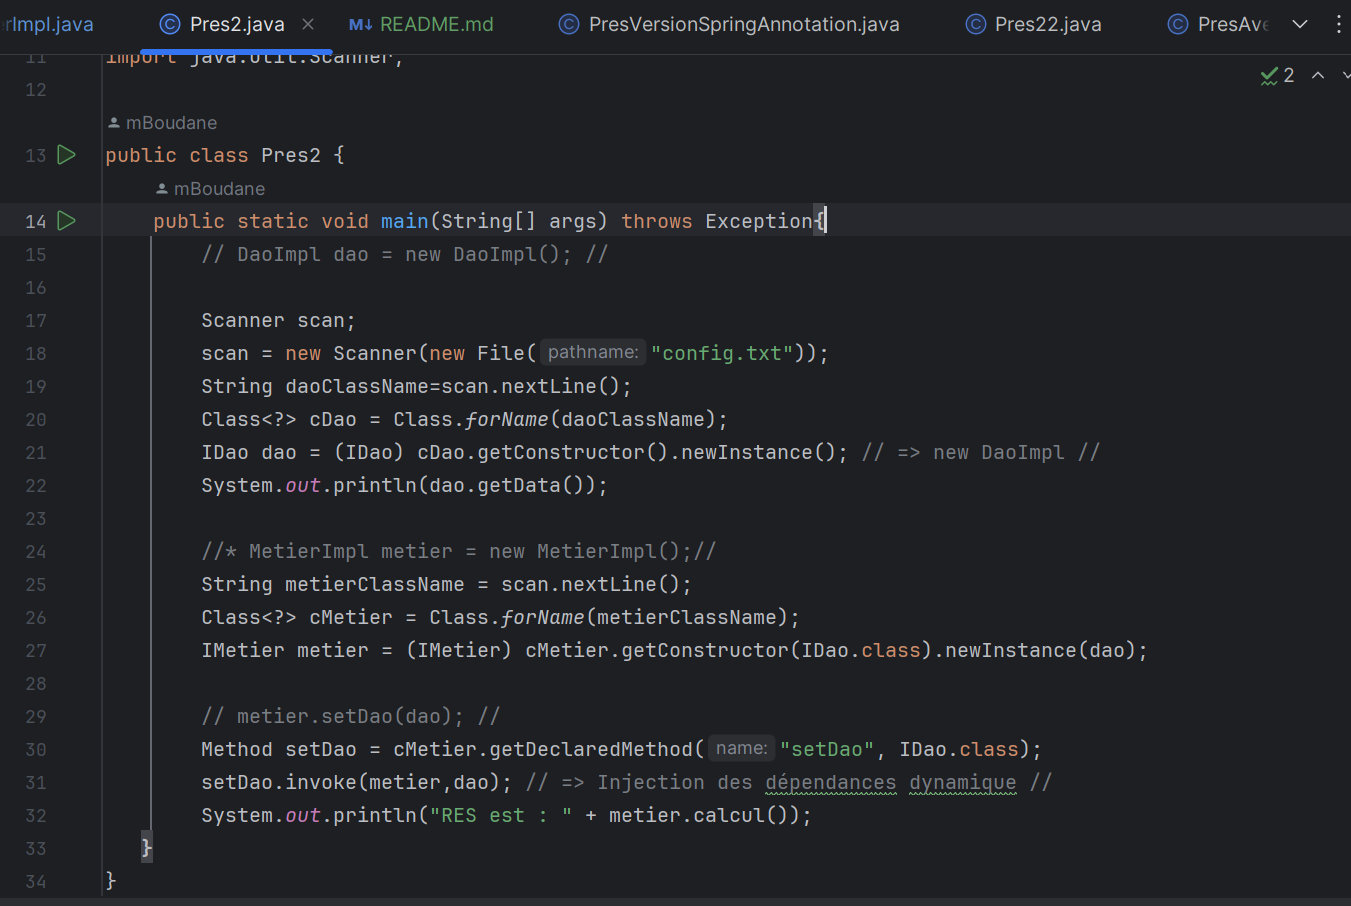 rImpl.java Pres2.java README.md PresVersionSpringAnnotation.java Pres22.java PresAve
11 import java.util.Scanner;
2
12
mBoudane
13 public class Pres2 {
mBoudane
14 public static void main(String[] args) throws Exception{
15 // DaoImpl dao = new DaoImpl(); //
16
17 Scanner scan;
18 scan = new Scanner(new File( pathname: "config.txt"));
19 String daoClassName=scan.nextLine();
20 Class<?> cDao = Class.forName(daoClassName);
21 IDao dao = (IDao) cDao.getConstructor().newInstance(); // => new DaoImpl //
22 System.out.println(dao.getData());
23
24 //* MetierImpl metier = new MetierImpl();//
25 String metierClassName = scan.nextLine();
26 Class<?> cMetier = Class.forName(metierClassName);
27 IMetier metier = (IMetier) cMetier.getConstructor(IDao.class).newInstance(dao);
28
29 // metier.setDao(dao); //
30 Method setDao = cMetier.getDeclaredMethod( name: "setDao", IDao.class);
31 setDao.invoke(metier,dao); // => Injection des dépendances dynamique //
32 System.out.println("RES est : " + metier.calcul());
33 }
34 }